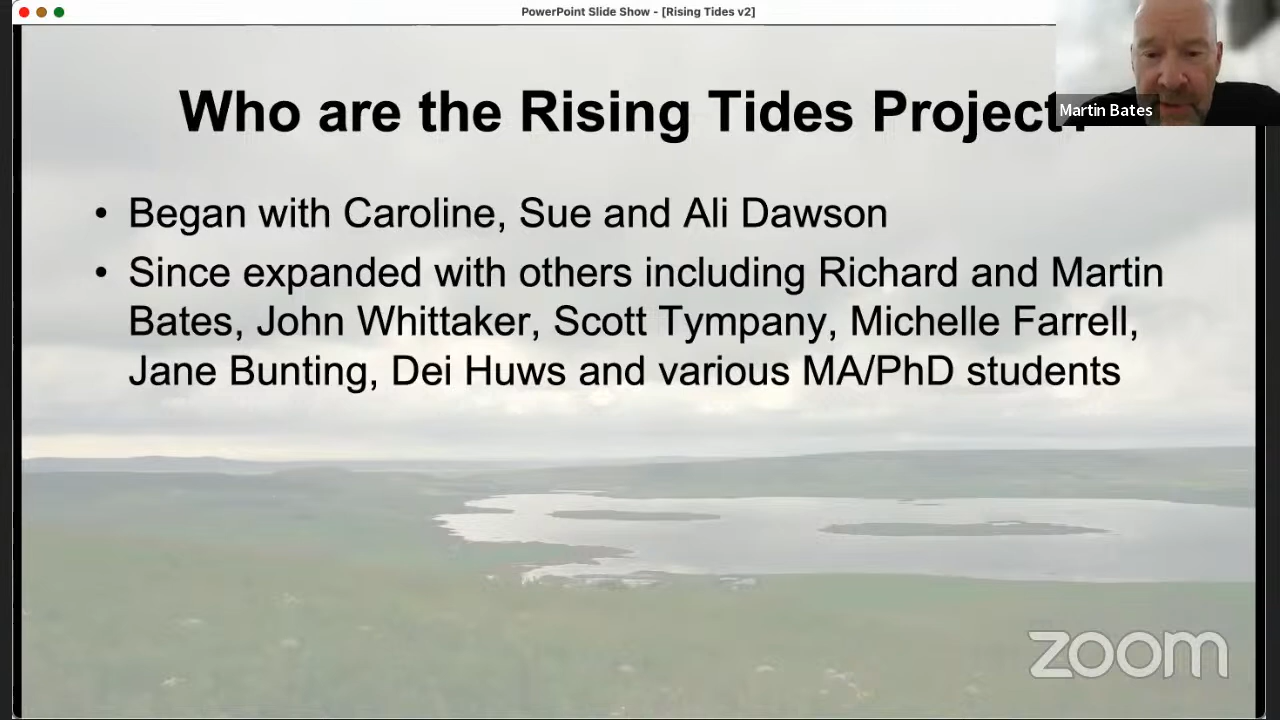 PowerPoint Slide Show - [Rising Tides v2]
Martin Bates
Who are the Rising Tides Project?
• Began with Caroline, Sue and Ali Dawson
• Since expanded with others including Richard and Martin
Bates, John Whittaker, Scott Tympany, Michelle Farrell,
Jane Bunting, Dei Huws and various MA/PhD students
zoom